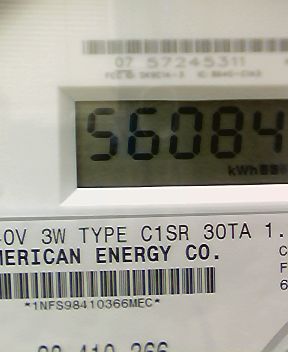 07 57245311
56084
kWh
0V 3W TYPE C1SR 30TA 1.
MERICAN ENERGY CO.
*1NFS98410366MEC*